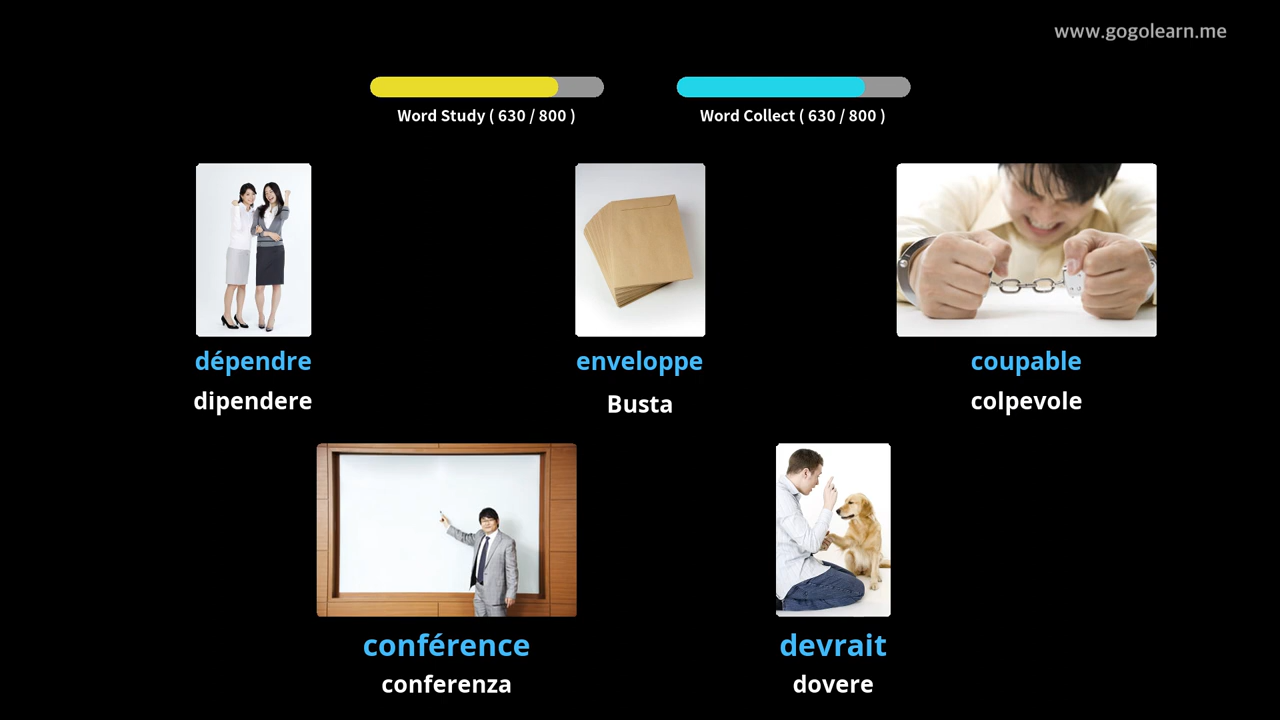 www.gogolearn.me
Word Study ( 630 / 800 )
Word Collect ( 630 / 800 )
dépendre
dipendere
enveloppe
Busta
coupable
colpevole
conférence
conferenza
devrait
dovere